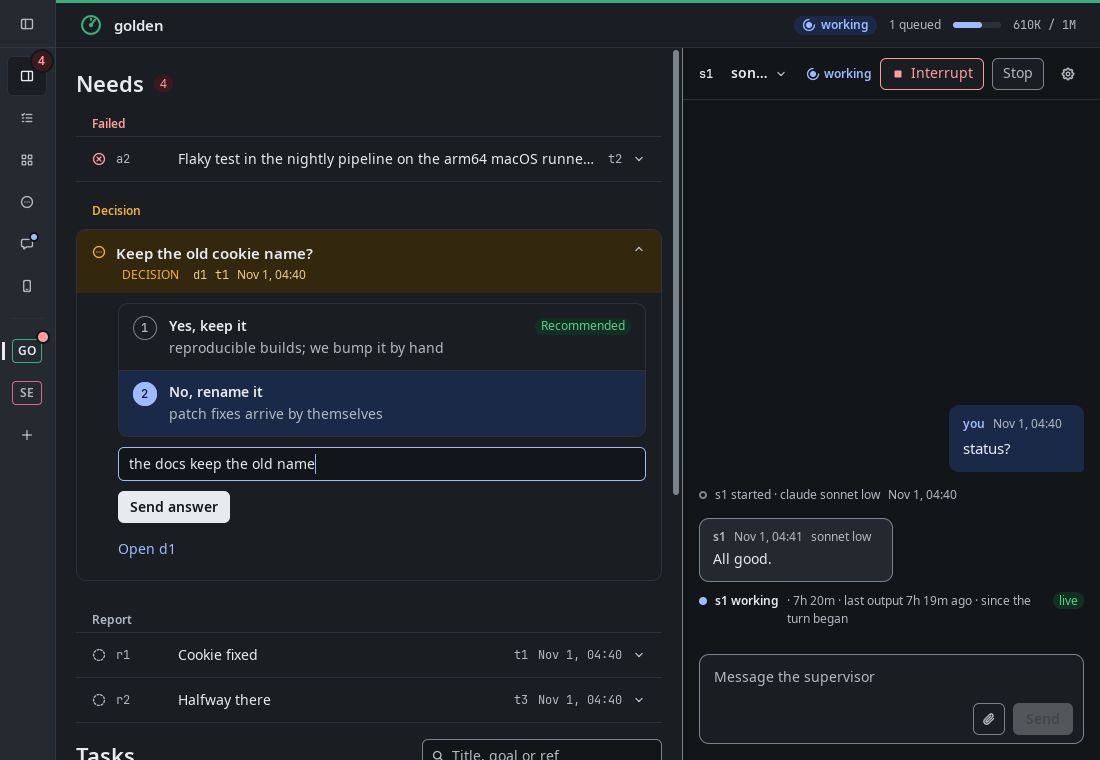 golden
working
1 queued
610K / 1M
4
GO
SE
Needs 4
Failed
a2 Flaky test in the nightly pipeline on the arm64 macOS runne... t2
Decision
Keep the old cookie name?
DECISION d1 t1 Nov 1, 04:40
1 Yes, keep it Recommended
reproducible builds; we bump it by hand
2 No, rename it
patch fixes arrive by themselves
the docs keep the old name
Send answer
Open d1
Report
r1 Cookie fixed t1 Nov 1, 04:40
r2 Halfway there t3 Nov 1, 04:40
Tasks
Title, goal or ref
s1 son... working Interrupt Stop
you Nov 1, 04:40
status?
s1 started · claude sonnet low Nov 1, 04:40
s1 Nov 1, 04:41 sonnet low
All good.
s1 working · 7h 20m · last output 7h 19m ago · since the live
turn began
Message the supervisor
Send